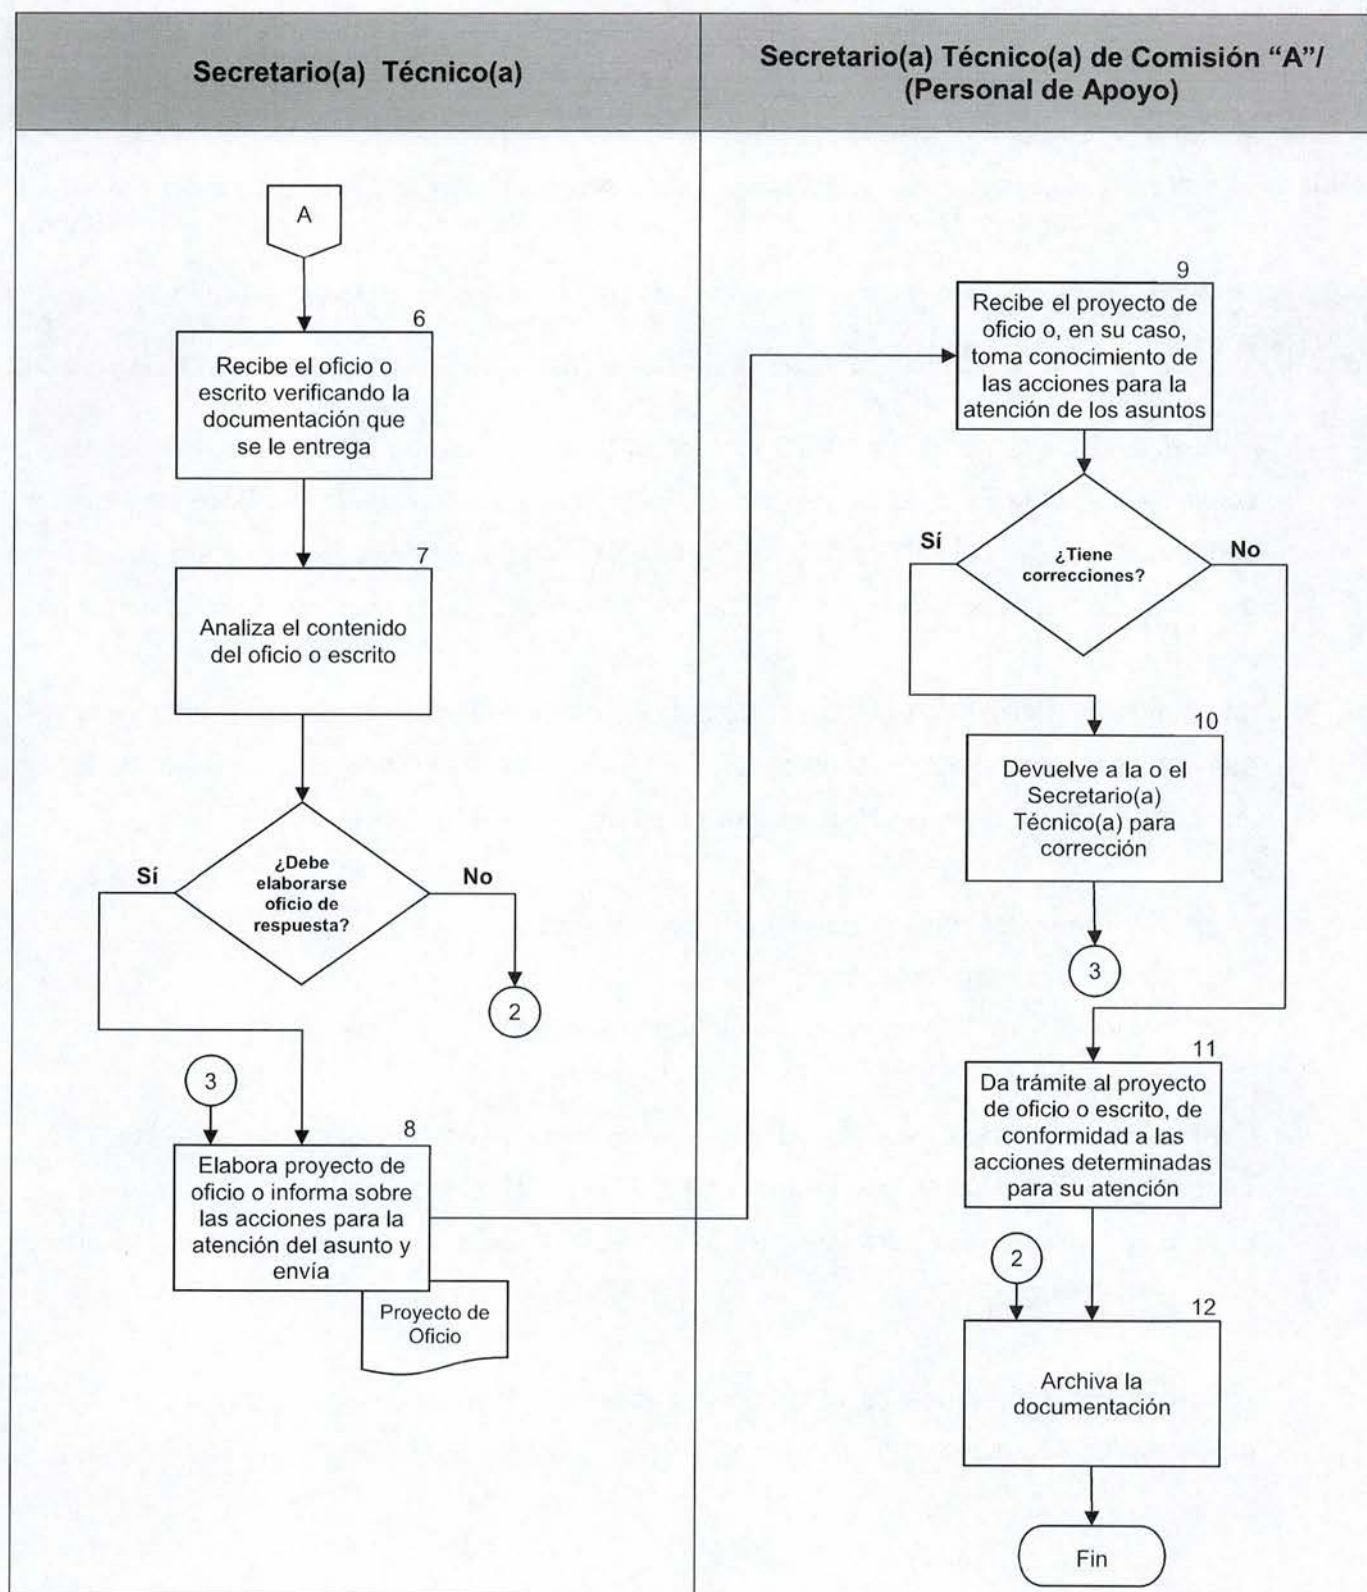 Secretario(a) Técnico(a)
Secretario(a) Técnico(a) de Comisión “A”/
(Personal de Apoyo)
A
6
Recibe el oficio o
escrito verificando la
documentación que
se le entrega
7
Analiza el contenido
del oficio o escrito
¿Debe
elaborarse
oficio de
respuesta?
Sí
No
2
3
8
Elabora proyecto de
oficio o informa sobre
las acciones para la
atención del asunto y
envía
Proyecto de
Oficio
9
Recibe el proyecto de
oficio o, en su caso,
toma conocimiento de
las acciones para la
atención de los asuntos
¿Tiene
correcciones?
Sí
No
10
Devuelve a la o el
Secretario(a)
Técnico(a) para
corrección
3
11
Da trámite al proyecto
de oficio o escrito, de
conformidad a las
acciones determinadas
para su atención
2
12
Archiva la
documentación
Fin